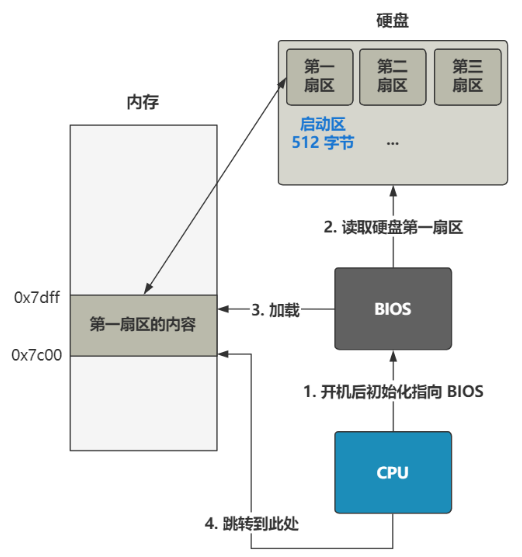 硬盘
第一
扇区
第二
扇区
第三
扇区
启动区
512 字节
...
内存
2. 读取硬盘第一扇区
0x7dff
第一扇区的内容
0x7c00
3. 加载
BIOS
1. 开机后初始化指向 BIOS
CPU
4. 跳转到此处